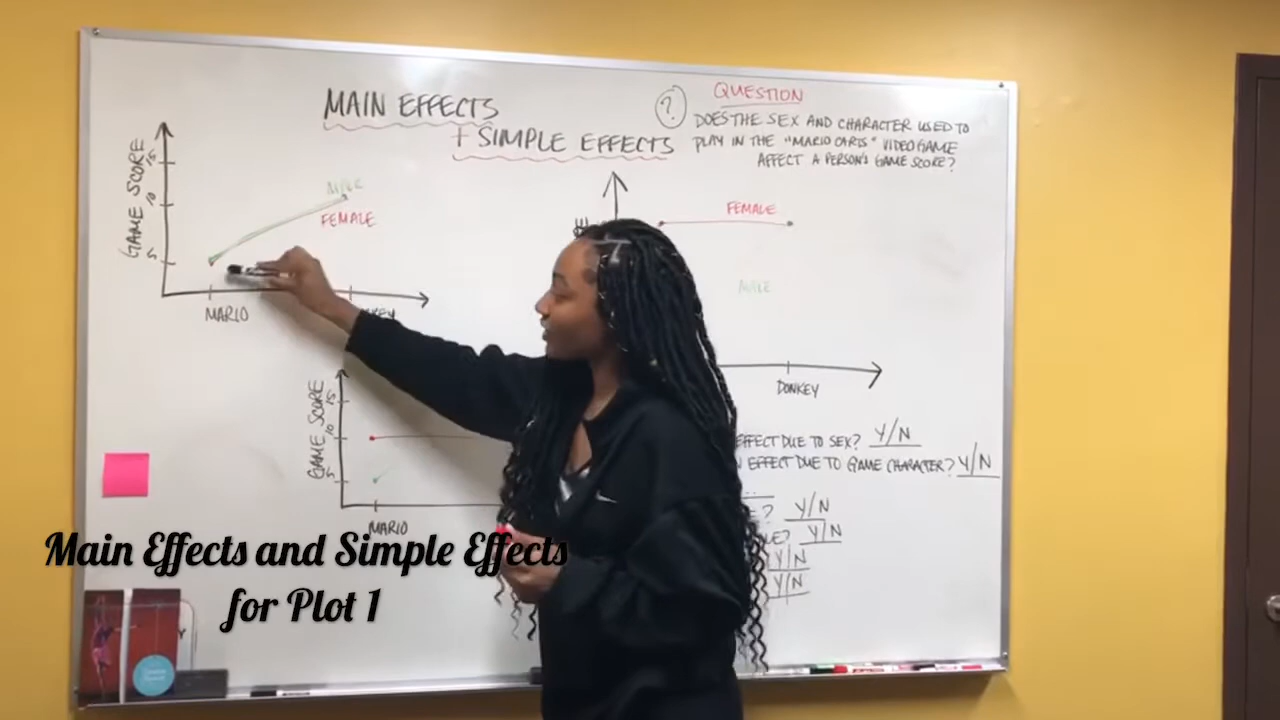 MAIN EFFECTS
+ SIMPLE EFFECTS
?
QUESTION
DOES THE SEX AND CHARACTER USED TO
PLAY IN THE "MARIO CARTS" VIDEOGAME
AFFECT A PERSON'S GAME SCORE?
GAME SCORE
15
10
5
MALE
FEMALE
MARIO
FEMALE
MALE
DONKEY
GAME SCORE
15
10
5
MARIO
EFFECT DUE TO SEX? Y/N
EFFECT DUE TO GAME CHARACTER? Y/N
Y/N
Y/N
Y/N
Y/N
Main Effects and Simple Effects
for Plot 1